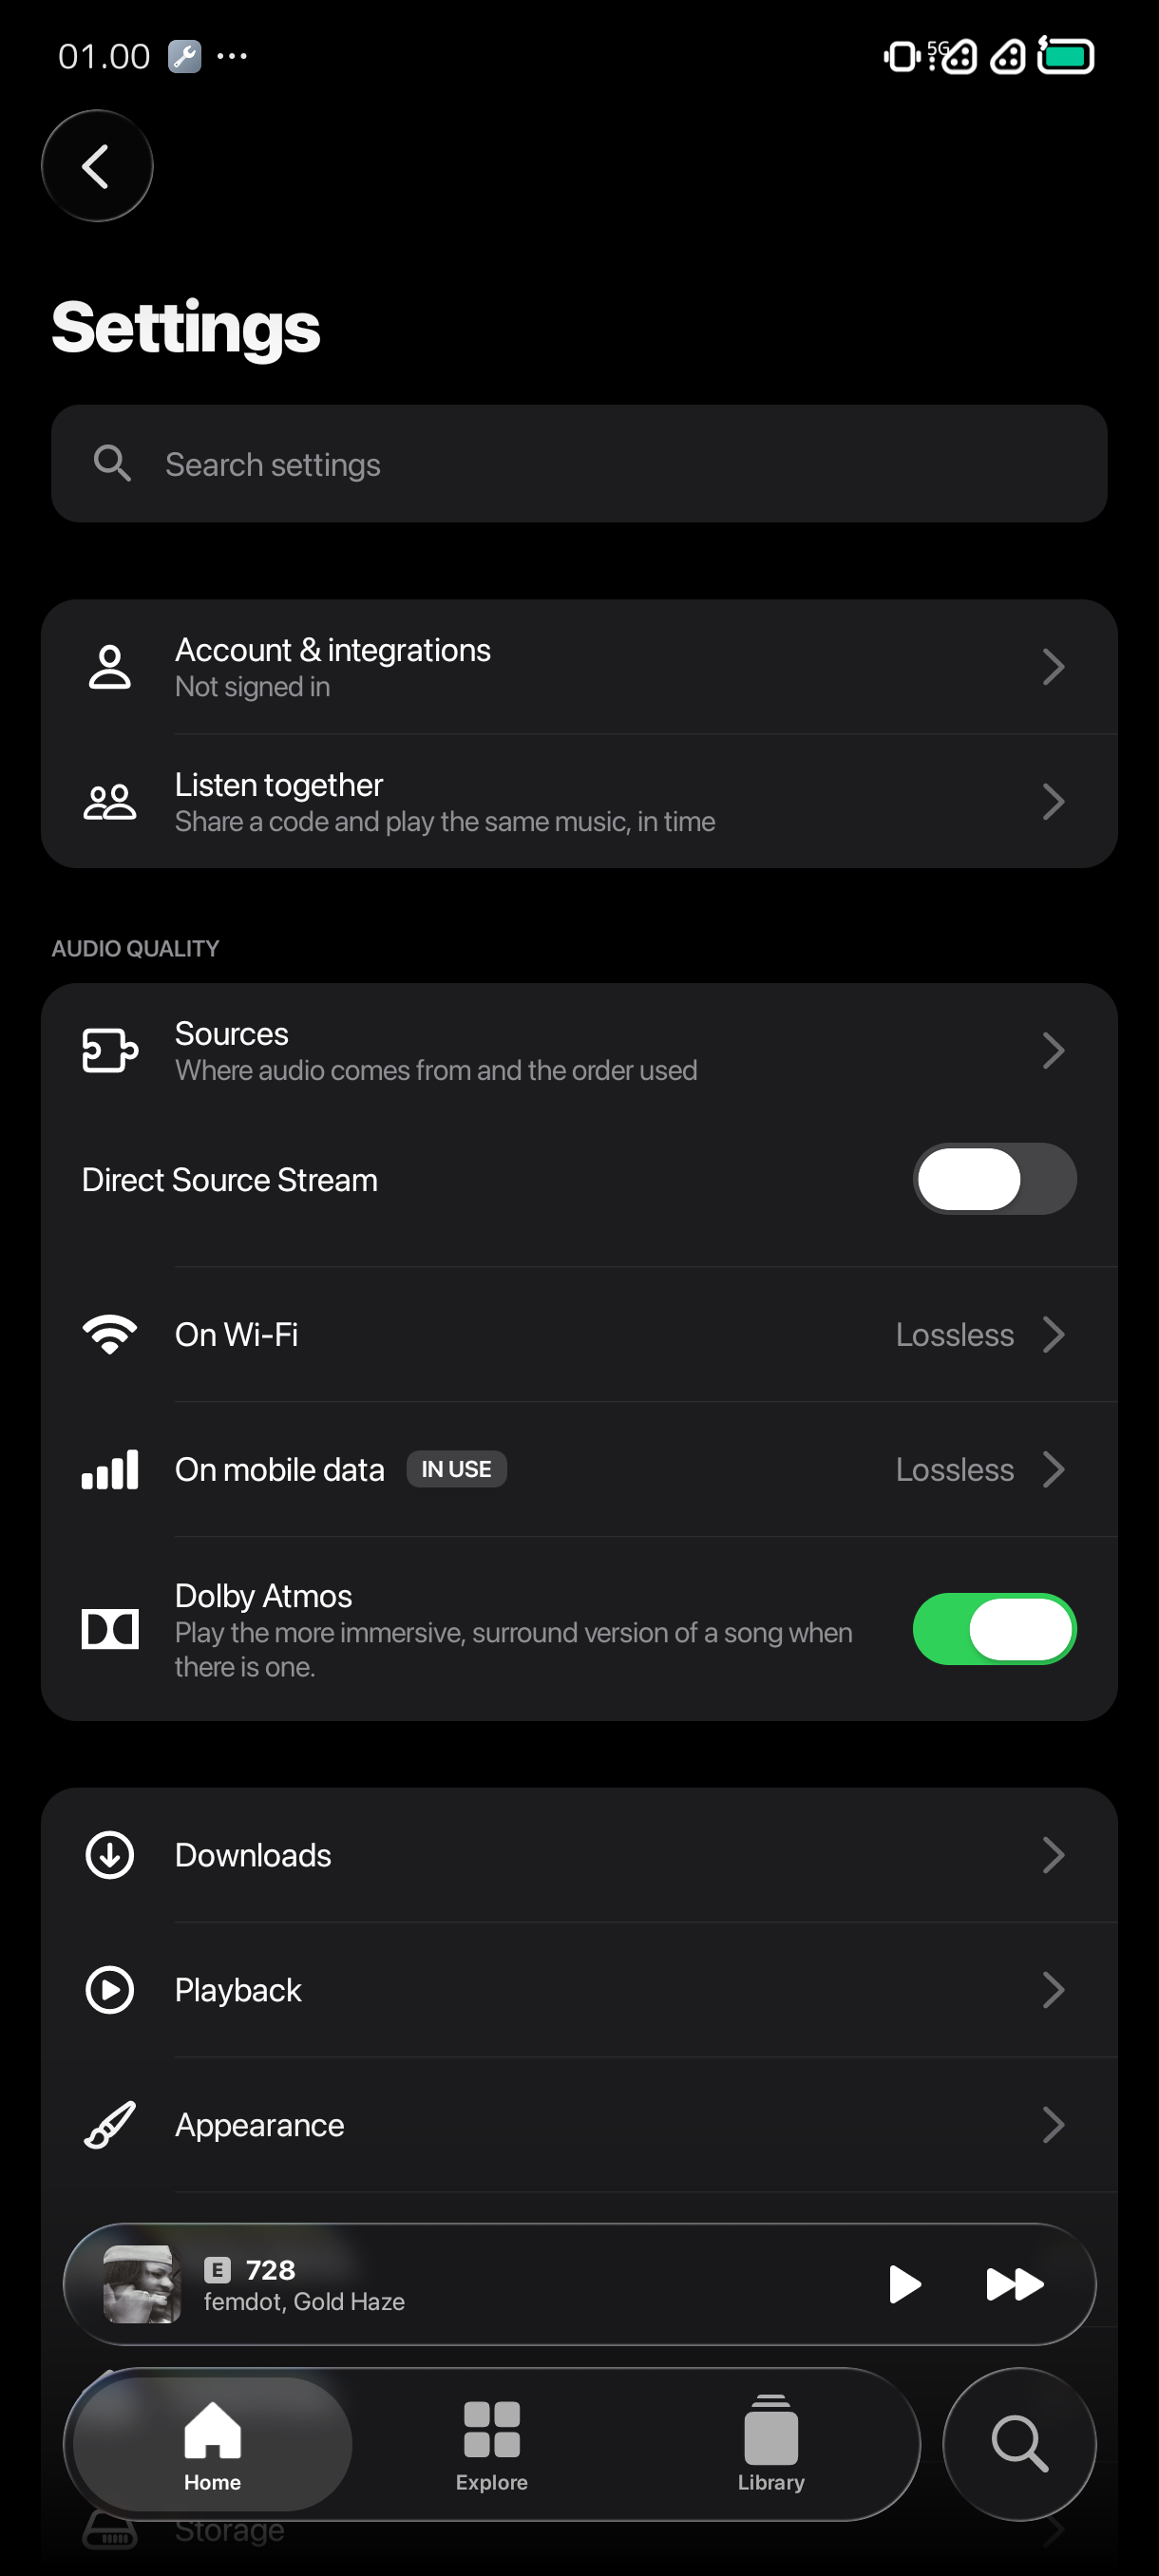 01.00
5G
Settings
Search settings
Account & integrations
Not signed in
Listen together
Share a code and play the same music, in time
AUDIO QUALITY
Sources
Where audio comes from and the order used
Direct Source Stream
On Wi-Fi
Lossless
On mobile data
IN USE
Lossless
Dolby Atmos
Play the more immersive, surround version of a song when
there is one.
Downloads
Playback
Appearance
E 728
femdot, Gold Haze
Home
Explore
Library
Storage